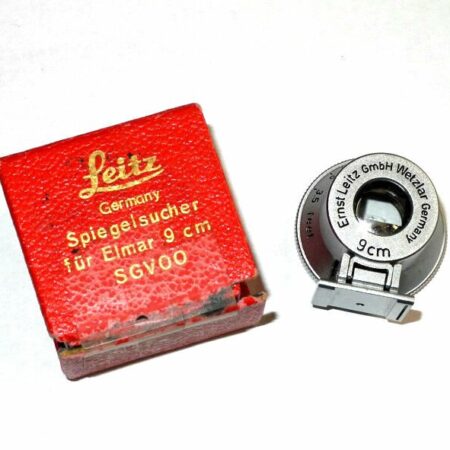 Leitz
Germany
Spiegelsucher
für Elmar 9 cm
SGVOO
Ernst Leitz GmbH Wetzlar Germany
9cm